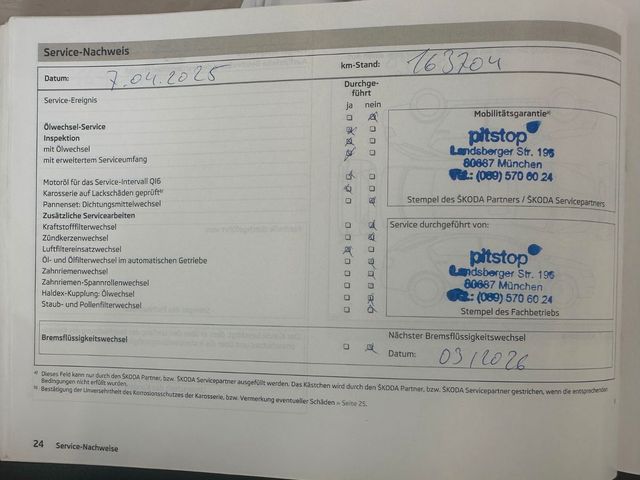 Service-Nachweis
Datum: 7.04.2025 km-Stand: 163704
Service-Ereignis
Durchge-
führt
ja nein
Ölwechsel-Service
Inspektion
mit Ölwechsel
mit erweitertem Serviceumfang
Motoröl für das Service-Intervall QI6
Karosserie auf Lackschäden geprüftᵇ⁾
Pannenset: Dichtungsmittelwechsel
Zusätzliche Servicearbeiten
Kraftstofffilterwechsel
Zündkerzenwechsel
Luftfiltereinsatzwechsel
Öl- und Ölfilterwechsel im automatischen Getriebe
Zahnriemenwechsel
Zahnriemen-Spannrollenwechsel
Haldex-Kupplung: Ölwechsel
Staub- und Pollenfilterwechsel
Mobilitätsgarantieᵃ⁾
pitstop
Landsberger Str. 195
80687 München
Tel.: (089) 570 60 24
Stempel des ŠKODA Partners / ŠKODA Servicepartners
Service durchgeführt von:
pitstop
Landsberger Str. 195
80687 München
Tel.: (089) 570 60 24
Stempel des Fachbetriebs
Bremsflüssigkeitswechsel
Nächster Bremsflüssigkeitswechsel
Datum: 03/2026
ᵃ⁾ Dieses Feld kann nur durch den ŠKODA Partner, bzw. ŠKODA Servicepartner ausgefüllt werden. Das Kästchen wird durch den ŠKODA Partner, bzw. ŠKODA Servicepartner gestrichen, wenn die entsprechenden
Bedingungen nicht erfüllt wurden.
ᵇ⁾ Bestätigung der Unversehrtheit des Korrosionsschutzes der Karosserie, bzw. Vermerkung eventueller Schäden » Seite 25.
24 Service-Nachweise